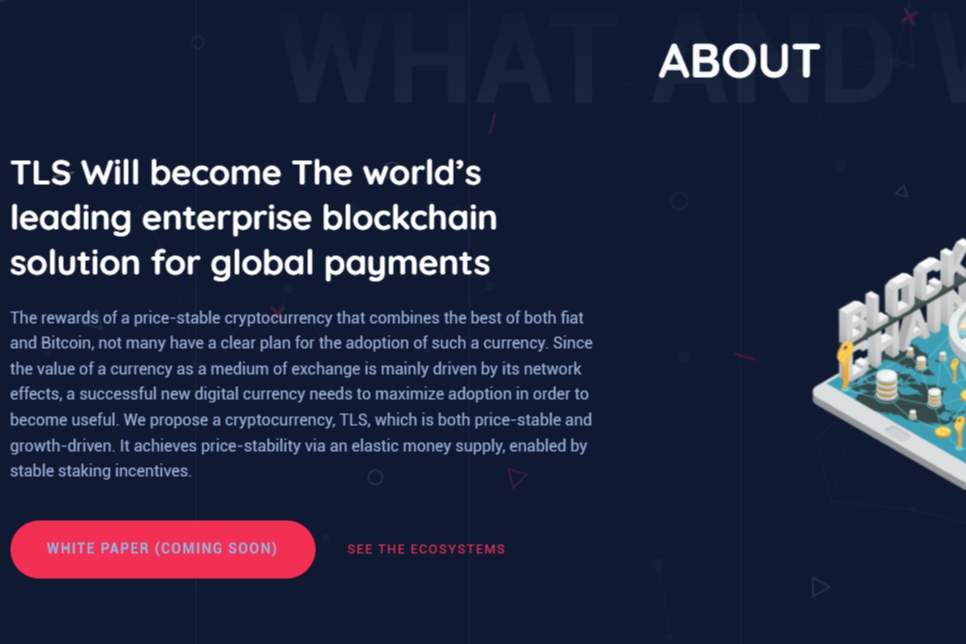 WHAT AND W
ABOUT
TLS Will become The world’s
leading enterprise blockchain
solution for global payments
The rewards of a price-stable cryptocurrency that combines the best of both fiat
and Bitcoin, not many have a clear plan for the adoption of such a currency. Since
the value of a currency as a medium of exchange is mainly driven by its network
effects, a successful new digital currency needs to maximize adoption in order to
become useful. We propose a cryptocurrency, TLS, which is both price-stable and
growth-driven. It achieves price-stability via an elastic money supply, enabled by
stable staking incentives.
BLOCK
CHAIN
WHITE PAPER (COMING SOON)
SEE THE ECOSYSTEMS